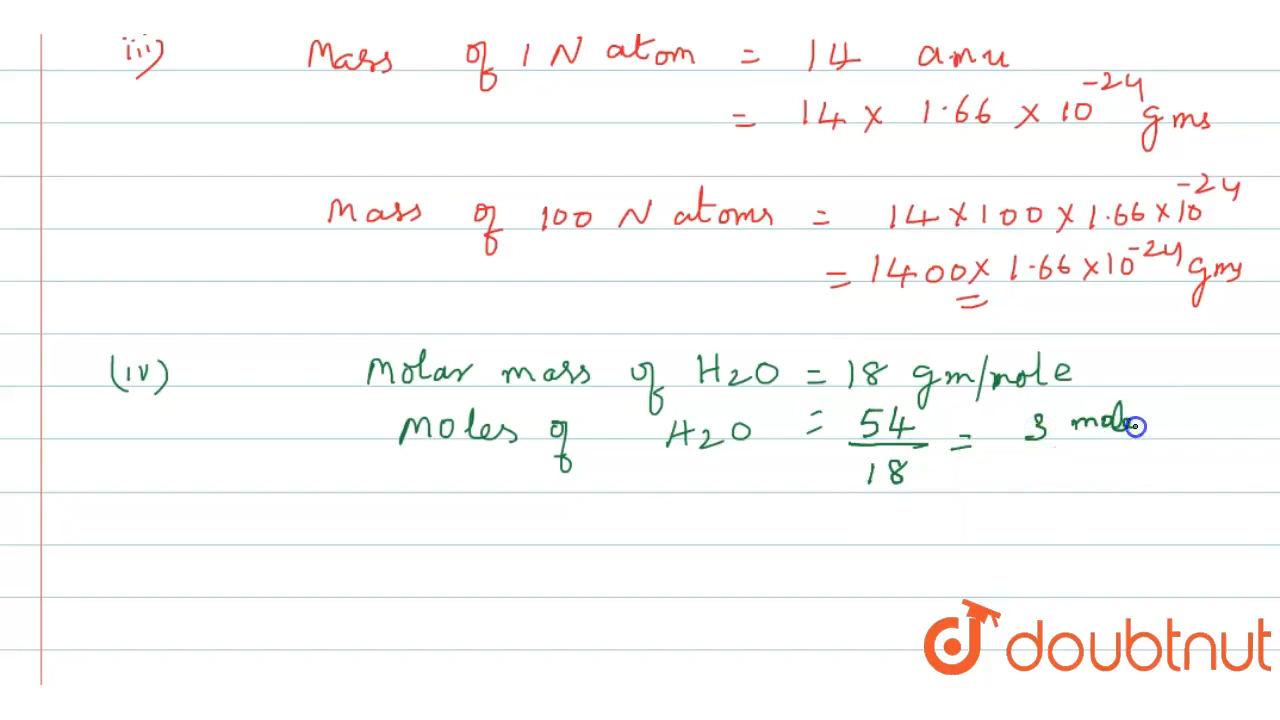 iii) Mass of 1 N atom = 14 amu
= 14 × 1.66 × 10⁻²⁴ gms
Mass of 100 N atoms = 14 × 100 × 1.66 × 10⁻²⁴
= 1400 × 1.66 × 10⁻²⁴ gms
(iv) Molar mass of H2O = 18 gm/mole
Moles of H2O = 54/18 = 3 mole
doubtnut